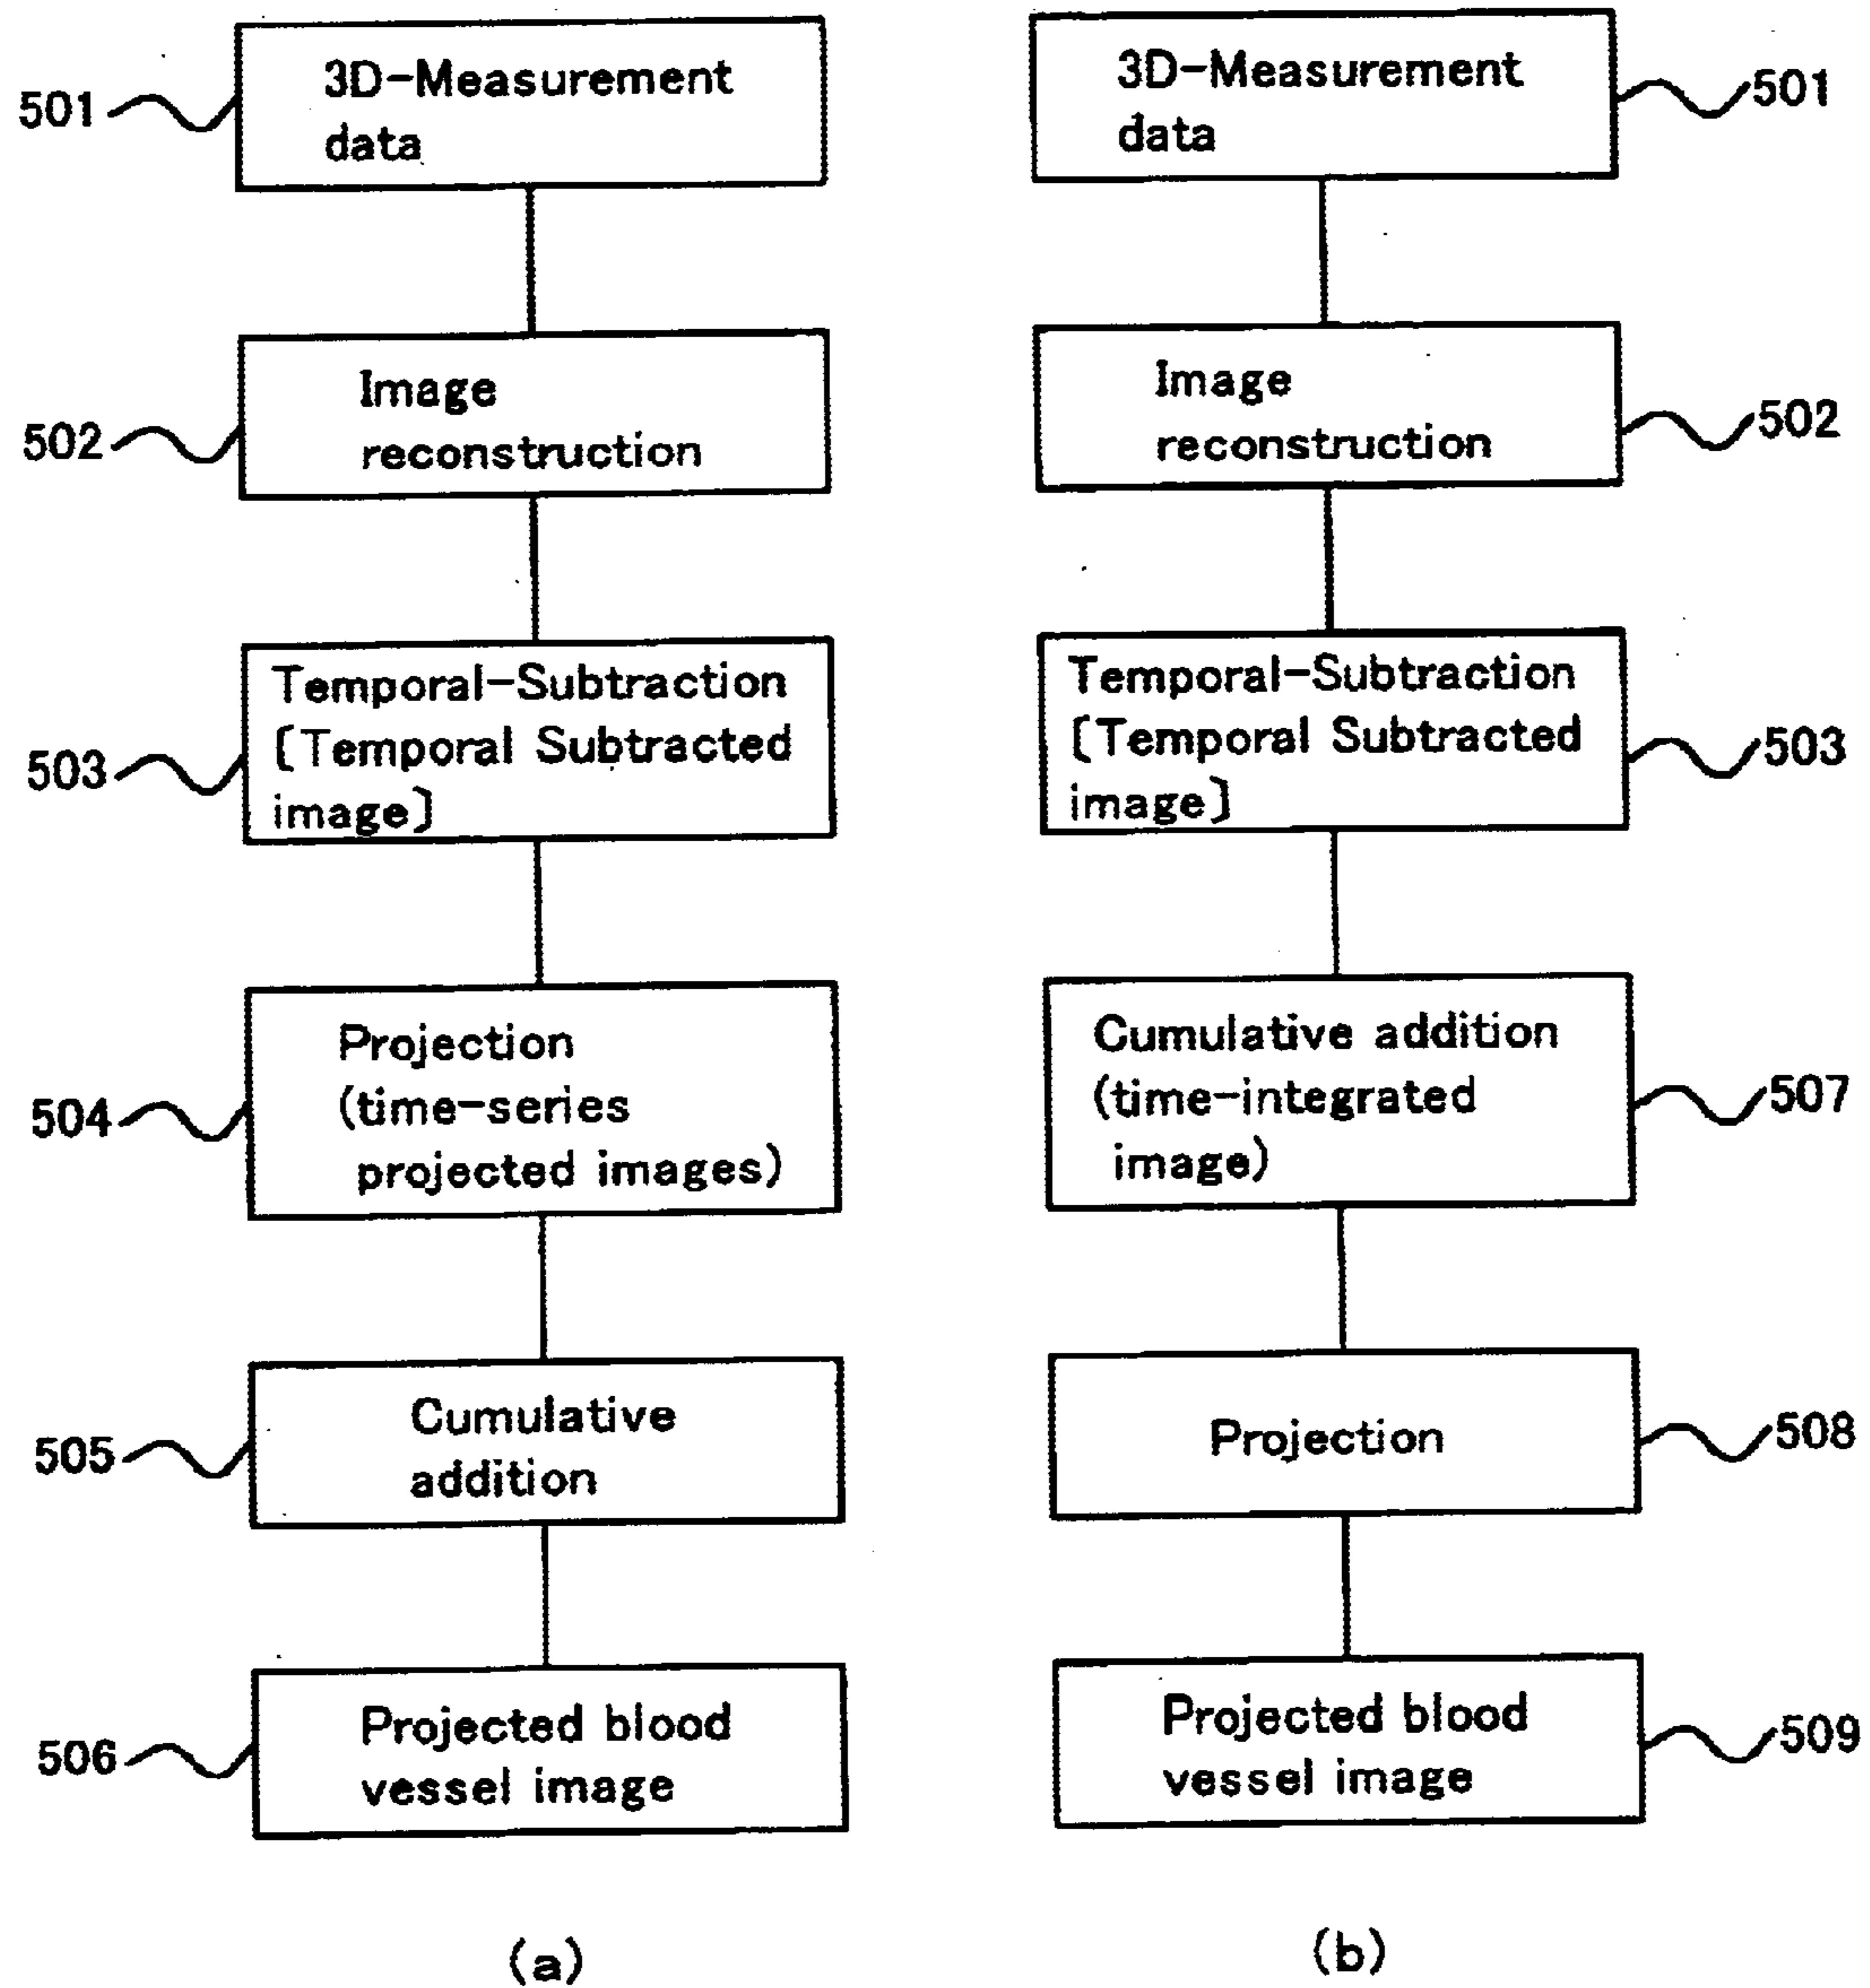 501
3D-Measurement
data
502
Image
reconstruction
503
Temporal-Subtraction
〔Temporal Subtracted
image〕
504
Projection
(time-series
projected images)
505
Cumulative
addition
506
Projected blood
vessel image
(a)
3D-Measurement
data
501
Image
reconstruction
502
Temporal-Subtraction
〔Temporal Subtracted
image〕
503
Cumulative addition
(time-integrated
image)
507
Projection
508
Projected blood
vessel image
509
(b)